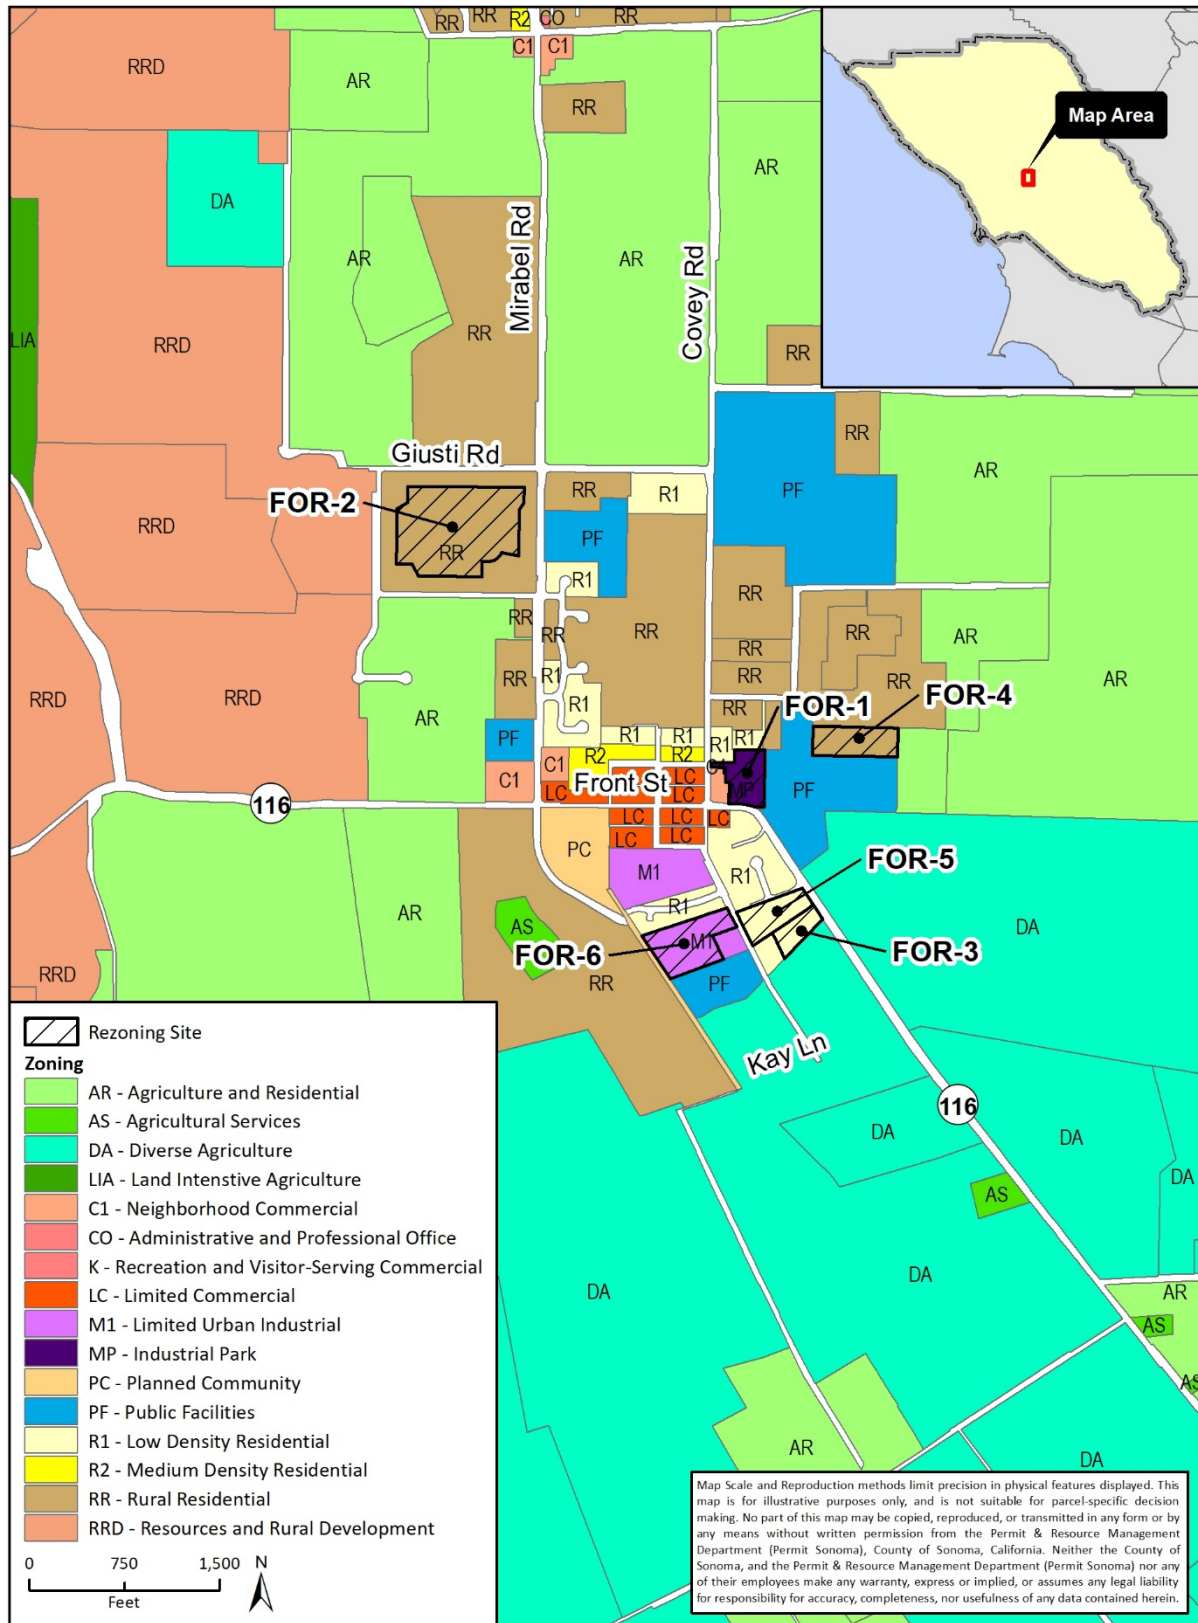 RR
RR
R2
CO
RR
C1
C1
RRD
AR
RR
AR
Map Area
DA
AR
Mirabel Rd
AR
Covey Rd
LIA
RRD
RR
RR
Giusti Rd
RR
AR
FOR-2
RR
RR
R1
PF
PF
RRD
R1
RR
RR
RR
RR
RR
RR
AR
RR
RR
RRD
RRD
AR
RR
R1
RR
RR
AR
FOR-4
R1
RR
FOR-1
PF
R1
R1
R1
R1
C1
C1
R2
R2
C1
Front St
LC
MP
PF
116
LC
LC
LC
LC
LC
LC
PC
M1
R1
FOR-5
AR
AS
R1
DA
FOR-6
M1
FOR-3
RRD
RR
PF
Kay Ln
116
DA
DA
DA
AS
DA
DA
AR
AS
AS
AR
DA
Rezoning Site
Zoning
AR - Agriculture and Residential
AS - Agricultural Services
DA - Diverse Agriculture
LIA - Land Intenstive Agriculture
C1 - Neighborhood Commercial
CO - Administrative and Professional Office
K - Recreation and Visitor-Serving Commercial
LC - Limited Commercial
M1 - Limited Urban Industrial
MP - Industrial Park
PC - Planned Community
PF - Public Facilities
R1 - Low Density Residential
R2 - Medium Density Residential
RR - Rural Residential
RRD - Resources and Rural Development
0 750 1,500 N
Feet
Map Scale and Reproduction methods limit precision in physical features displayed. This
map is for illustrative purposes only, and is not suitable for parcel-specific decision
making. No part of this map may be copied, reproduced, or transmitted in any form or by
any means without written permission from the Permit & Resource Management
Department (Permit Sonoma), County of Sonoma, California. Neither the County of
Sonoma, and the Permit & Resource Management Department (Permit Sonoma) nor any
of their employees make any warranty, express or implied, or assumes any legal liability
for responsibility for accuracy, completeness, nor usefulness of any data contained herein.